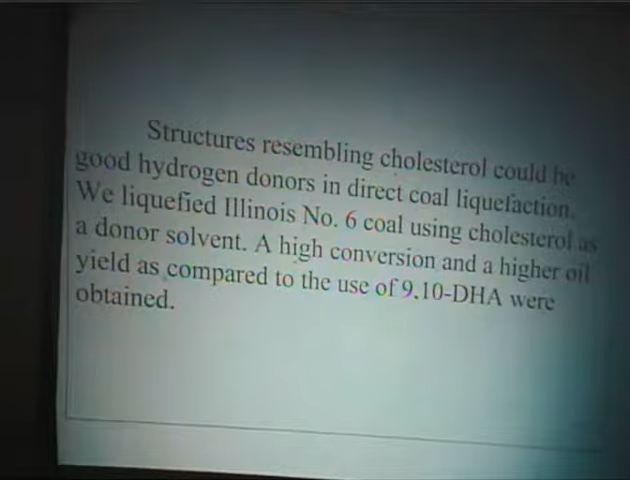 Structures resembling cholesterol could be
good hydrogen donors in direct coal liquefaction.
We liquefied Illinois No. 6 coal using cholesterol as
a donor solvent. A high conversion and a higher oil
yield as compared to the use of 9.10-DHA were
obtained.